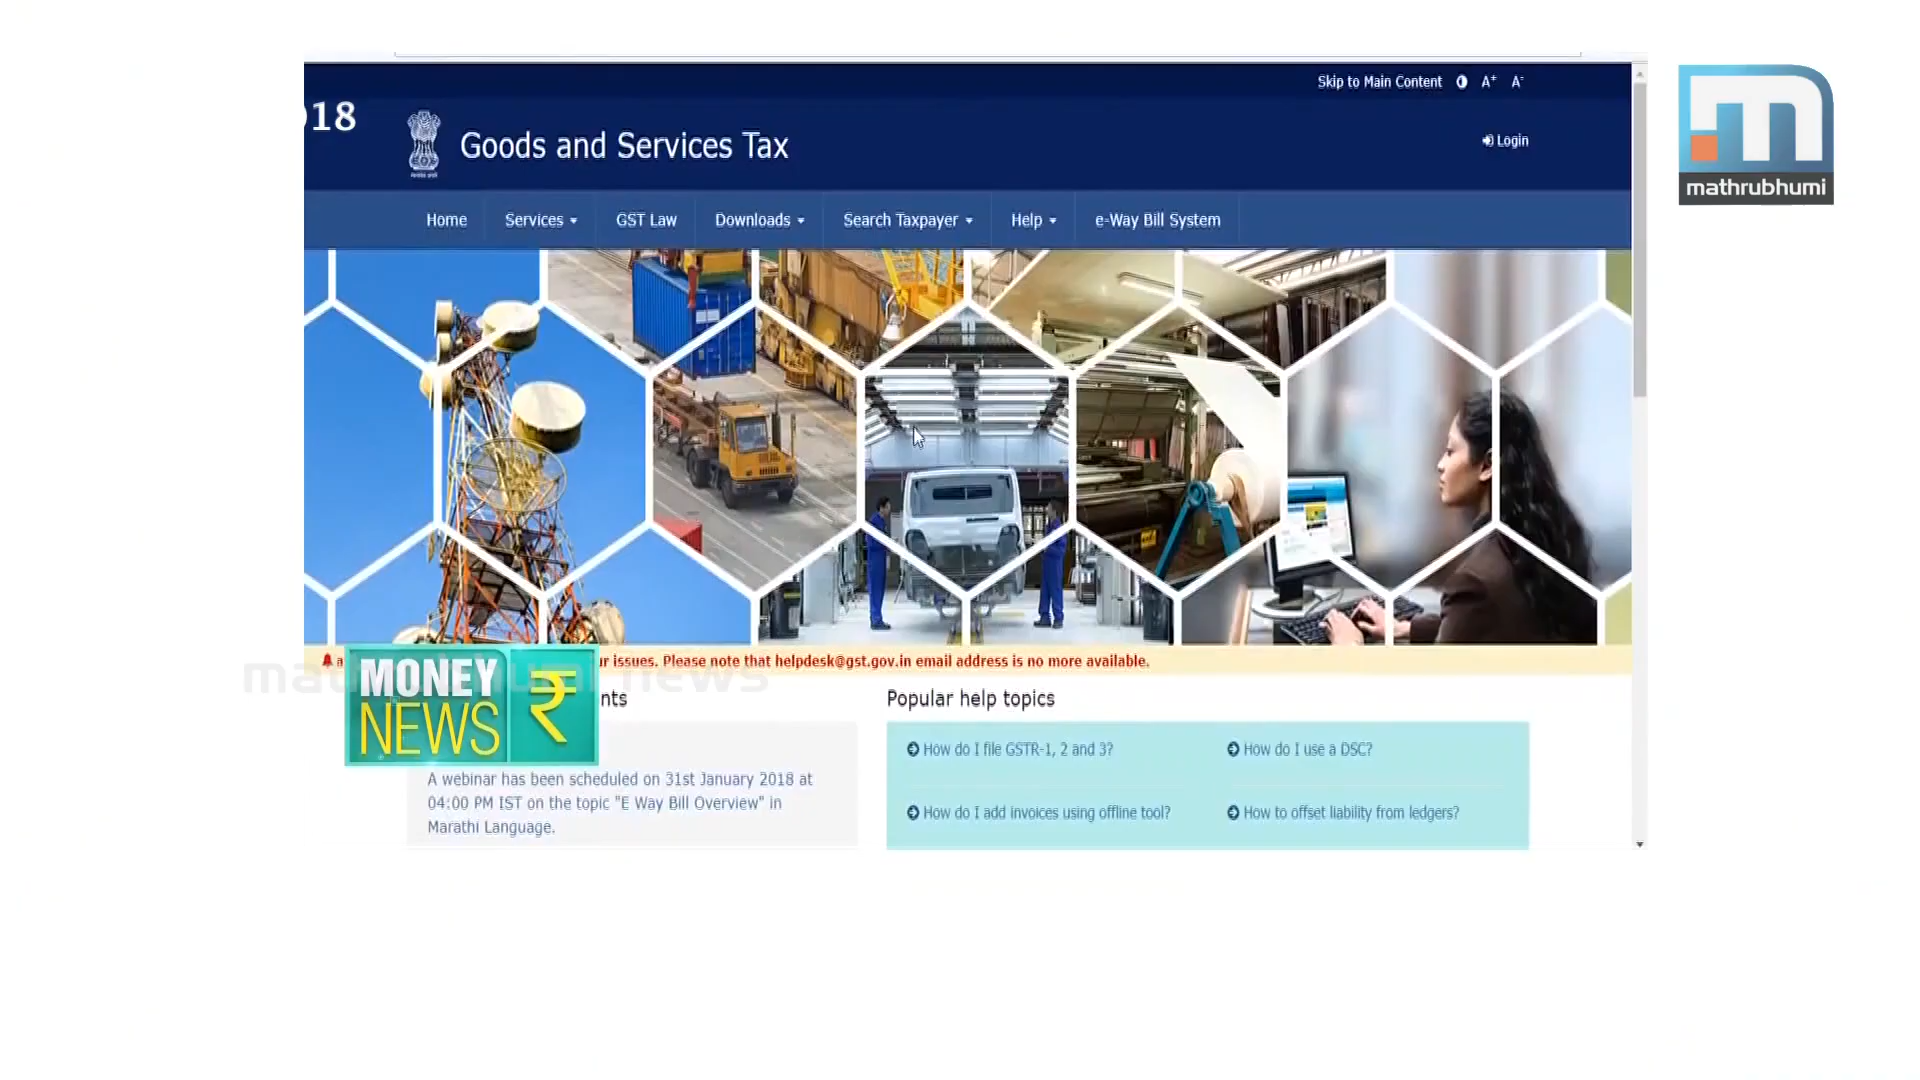 Skip to Main Content A+ A-
18
Goods and Services Tax
Login
mathrubhumi
Home Services GST Law Downloads Search Taxpayer Help e-Way Bill System
issues. Please note that helpdesk@gst.gov.in email address is no more available.
mathrubhumi news
MONEY
NEWS
₹
Popular help topics
How do I file GSTR-1, 2 and 3? How do I use a DSC?
A webinar has been scheduled on 31st January 2018 at
04:00 PM IST on the topic "E Way Bill Overview" in
Marathi Language.
How do I add invoices using offline tool? How to offset liability from ledgers?